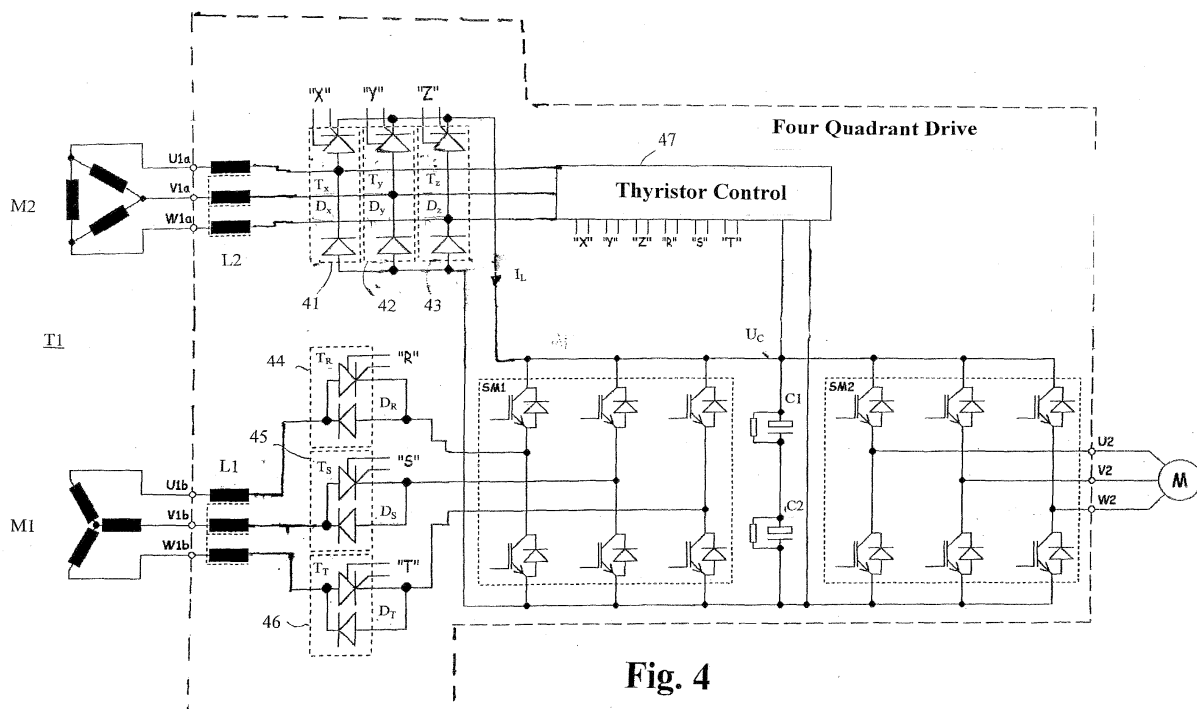 "X" "Y" "Z"
Four Quadrant Drive
47
Thyristor Control
U1a
V1a
W1a
M2
L2
Tx Ty Tz
Dx Dy Dz
"X" "Y" "Z" "R" "S" "T"
41 42 43
IL
T1
44
TR
"R"
DR
UC
SM1
SM2
C1
45
TS
"S"
DS
L1
U1b
V1b
W1b
M1
U2
V2
W2
M
C2
TT
"T"
DT
46
Fig. 4